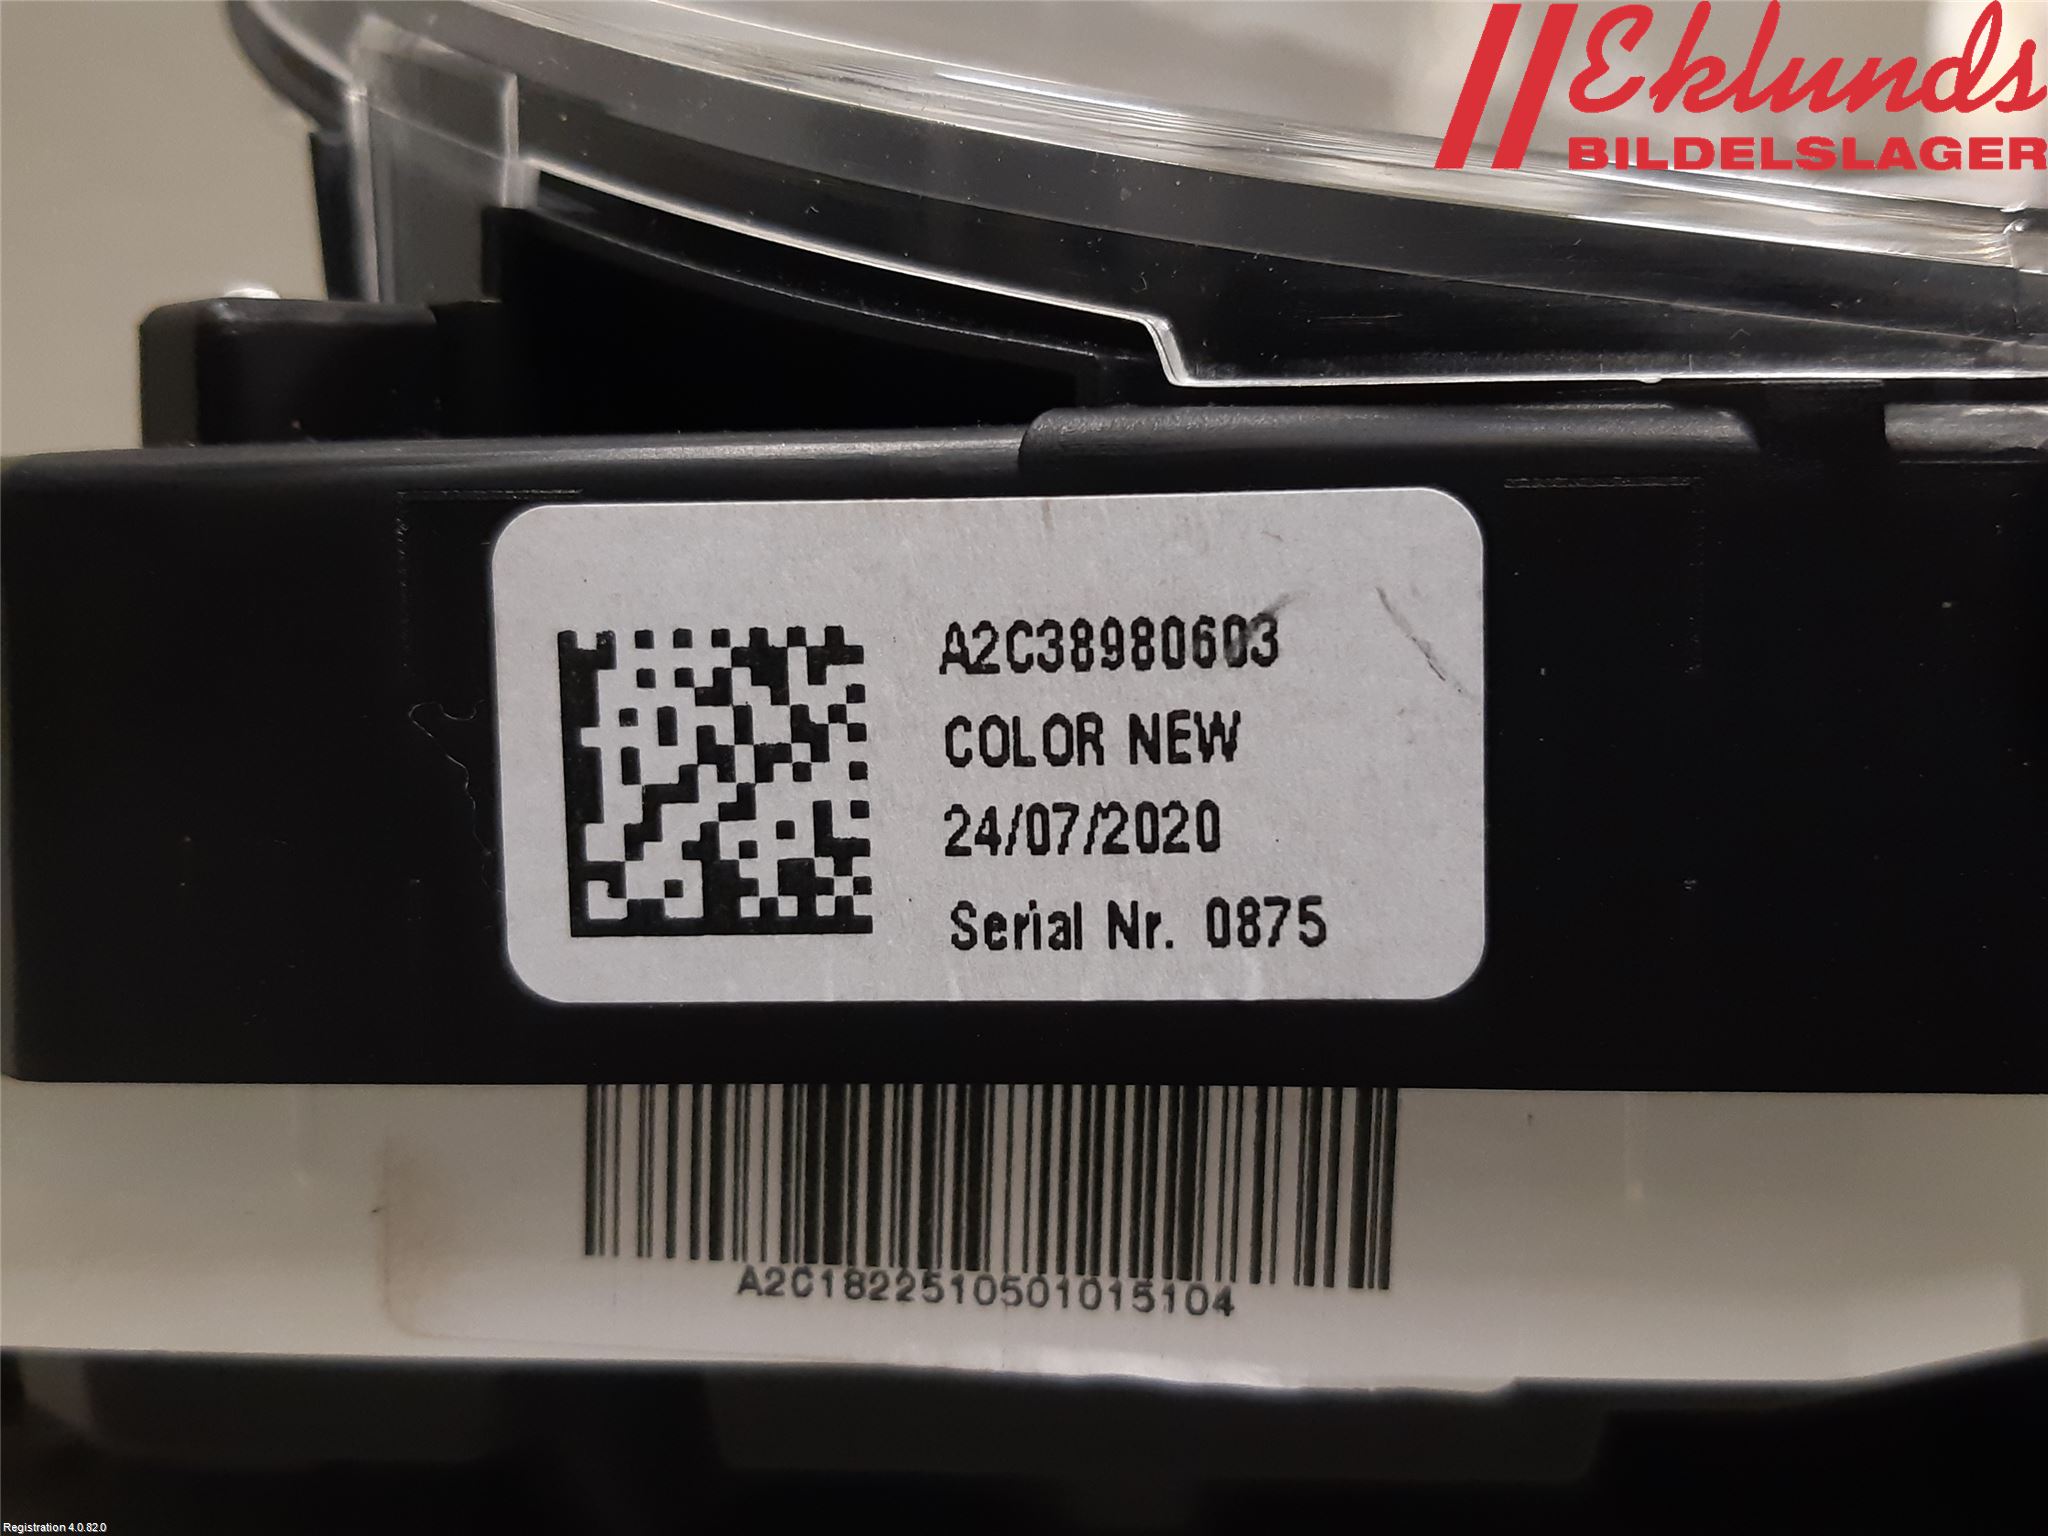 Eklunds
BILDELSLAGER
A2C38980603
COLOR NEW
24/07/2020
Serial Nr. 0875
A2C1822510501015104
Registration 4.0.82.0